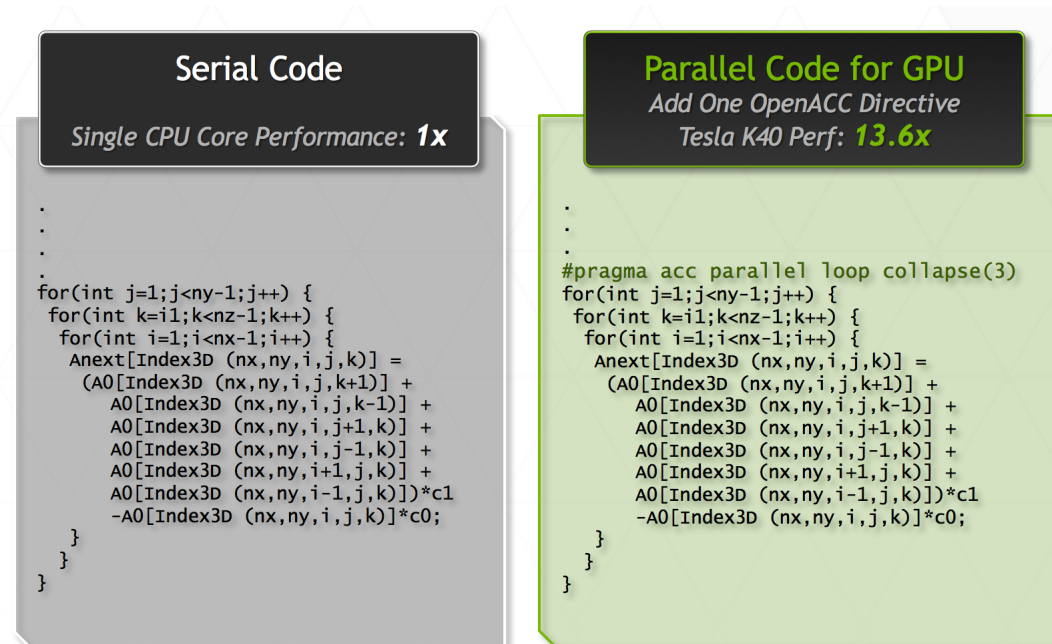 Serial Code
Single CPU Core Performance: 1x
.
.
.
.
for(int j=1;j<ny-1;j++) {
for(int k=i1;k<nz-1;k++) {
for(int i=1;i<nx-1;i++) {
Anext[Index3D (nx,ny,i,j,k)] =
(A0[Index3D (nx,ny,i,j,k+1)] +
A0[Index3D (nx,ny,i,j,k-1)] +
A0[Index3D (nx,ny,i,j+1,k)] +
A0[Index3D (nx,ny,i,j-1,k)] +
A0[Index3D (nx,ny,i+1,j,k)] +
A0[Index3D (nx,ny,i-1,j,k)])*c1
-A0[Index3D (nx,ny,i,j,k)]*c0;
}
}
}
Parallel Code for GPU
Add One OpenACC Directive
Tesla K40 Perf: 13.6x
.
.
.
#pragma acc parallel loop collapse(3)
for(int j=1;j<ny-1;j++) {
for(int k=i1;k<nz-1;k++) {
for(int i=1;i<nx-1;i++) {
Anext[Index3D (nx,ny,i,j,k)] =
(A0[Index3D (nx,ny,i,j,k+1)] +
A0[Index3D (nx,ny,i,j,k-1)] +
A0[Index3D (nx,ny,i,j+1,k)] +
A0[Index3D (nx,ny,i,j-1,k)] +
A0[Index3D (nx,ny,i+1,j,k)] +
A0[Index3D (nx,ny,i-1,j,k)])*c1
-A0[Index3D (nx,ny,i,j,k)]*c0;
}
}
}